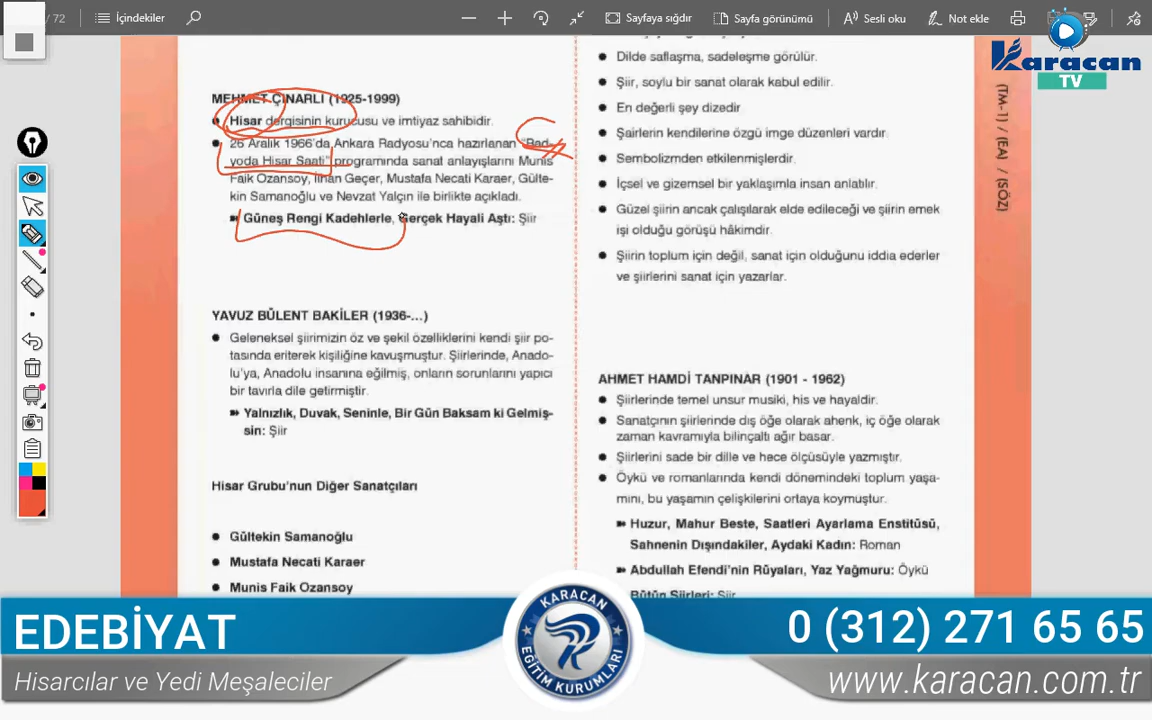 / 72
İçindekiler
Sayfaya sığdır
Sayfa görünümü
Sesli oku
Not ekle
Karacan
TV
MEHMET ÇINARLI (1925-1999)
● Hisar dergisinin kurucusu ve imtiyaz sahibidir.
● 26 Aralık 1966'da Ankara Radyosu'nca hazırlanan "Rad-
yoda Hisar Saati" programında sanat anlayışlarını Munis
Faik Ozansoy, İlhan Geçer, Mustafa Necati Karaer, Gülte-
kin Samanoğlu ve Nevzat Yalçın ile birlikte açıkladı.
Güneş Rengi Kadehlerle, Gerçek Hayali Aştı: Şiir
YAVUZ BÜLENT BAKİLER (1936-...)
● Geleneksel şiirimizin öz ve şekil özelliklerini kendi şiir po-
tasında eriterek kişiliğine kavuşmuştur. Şiirlerinde, Anado-
lu'ya, Anadolu insanına eğilmiş, onların sorunlarını yapıcı
bir tavırla dile getirmiştir.
Yalnızlık, Duvak, Seninle, Bir Gün Baksam ki Gelmiş-
sin: Şiir
Hisar Grubu'nun Diğer Sanatçıları
● Gültekin Samanoğlu
● Mustafa Necati Karaer
● Munis Faik Ozansoy
● Dilde saflaşma, sadeleşme görülür.
● Şiir, soylu bir sanat olarak kabul edilir.
● En değerli şey dizedir
● Şairlerin kendilerine özgü imge düzenleri vardır.
● Sembolizmden etkilenmişlerdir.
● İçsel ve gizemsel bir yaklaşımla insan anlatılır.
● Güzel şiirin ancak çalışılarak elde edileceği ve şiirin emek
işi olduğu görüşü hâkimdir.
● Şiirin toplum için değil, sanat için olduğunu iddia ederler
ve şiirlerini sanat için yazarlar.
AHMET HAMDİ TANPINAR (1901 - 1962)
● Şiirlerinde temel unsur musiki, his ve hayaldir.
● Sanatçının şiirlerinde dış öğe olarak ahenk, iç öğe olarak
zaman kavramıyla bilinçaltı ağır basar.
● Şiirlerini sade bir dille ve hece ölçüsüyle yazmıştır.
● Öykü ve romanlarında kendi dönemindeki toplum yaşa-
mını, bu yaşamın çelişkilerini ortaya koymuştur.
Huzur, Mahur Beste, Saatleri Ayarlama Enstitüsü,
Sahnenin Dışındakiler, Aydaki Kadın: Roman
Abdullah Efendi'nin Rüyaları, Yaz Yağmuru: Öykü
Bütün Şiirleri: Şiir
(TM-1) / (EA) / (SÖZ)
EDEBİYAT
Hisarcılar ve Yedi Meşaleciler
KARACAN
EĞİTİM KURUMLARI
0 (312) 271 65 65
www.karacan.com.tr